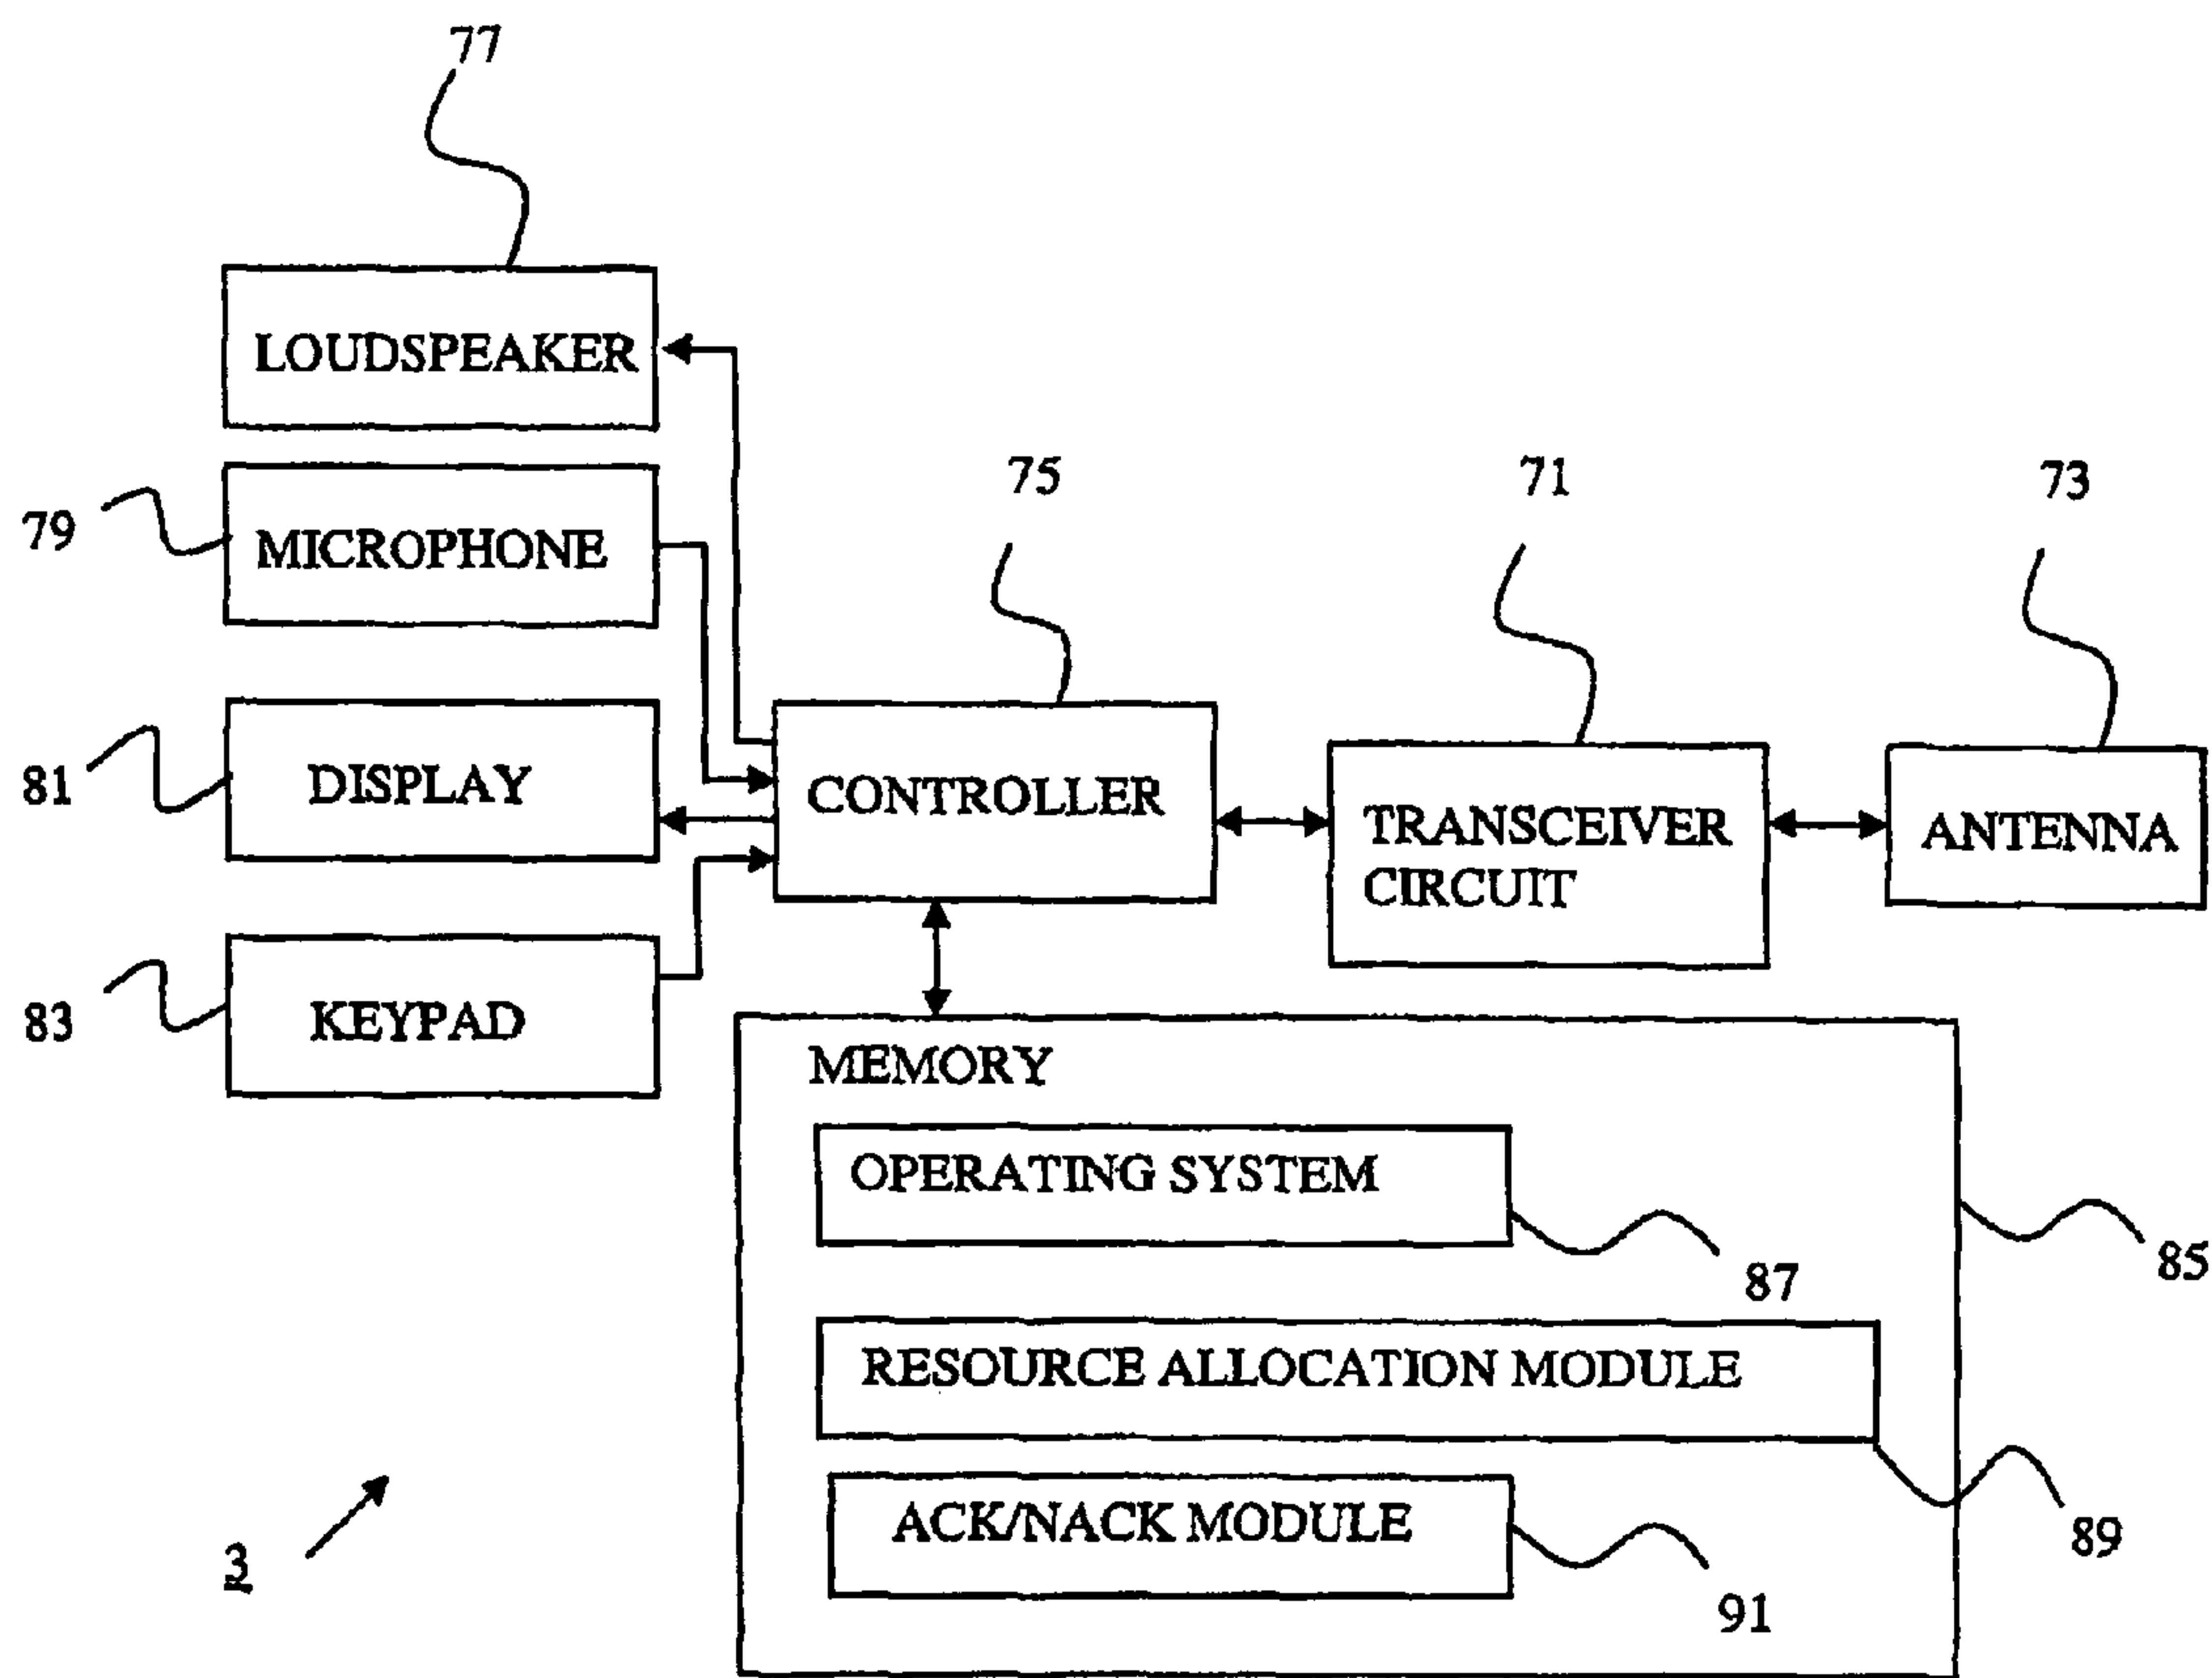 77
LOUDSPEAKER
79
MICROPHONE
75
71
73
81
DISPLAY
CONTROLLER
TRANSCEIVER
CIRCUIT
ANTENNA
83
KEYPAD
MEMORY
OPERATING SYSTEM
87
85
RESOURCE ALLOCATION MODULE
89
ACK/NACK MODULE
91
3